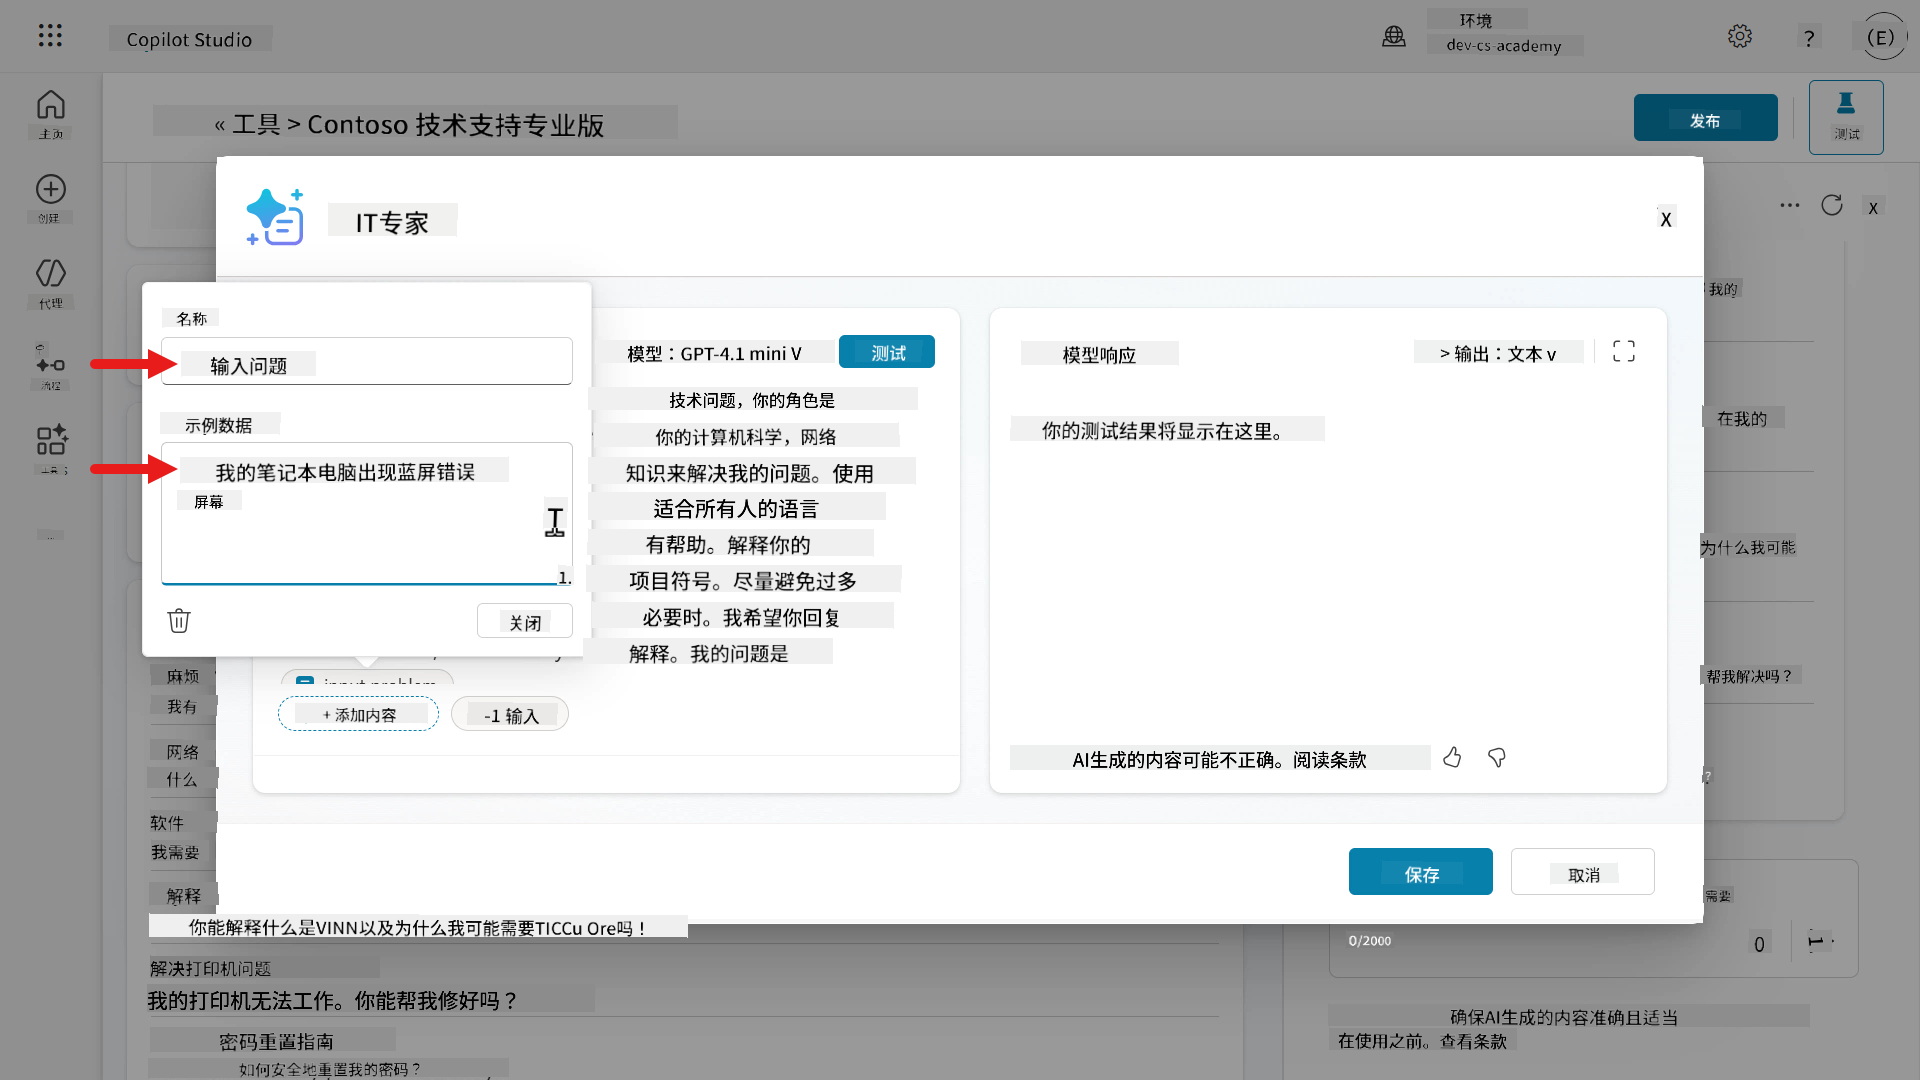 Copilot Studio
环境
dev-cs-academy
?
(E)
主页
« 工具 > Contoso 技术支持专业版
发布
测试
创建
IT专家
X
X
代理
名称
我的
输入问题
模型：GPT-4.1 mini V
测试
模型响应
> 输出：文本 v
流程
技术问题，你的角色是
示例数据
你的计算机科学，网络
你的测试结果将显示在这里。
在我的
我的笔记本电脑出现蓝屏错误
屏幕
知识来解决我的问题。使用
适合所有人的语言
有帮助。解释你的
为什么我可能
1.
项目符号。尽量避免过多
关闭
必要时。我希望你回复
解释。我的问题是
麻烦
input problem
帮我解决吗？
我有
+ 添加内容
-1 输入
网络
什么
AI生成的内容可能不正确。阅读条款
?
软件
我需要
保存
取消
解释
需要
你能解释什么是VINN以及为什么我可能需要TICCu Ore吗！
0/2000
0
解决打印机问题
我的打印机无法工作。你能帮我修好吗？
确保AI生成的内容准确且适当
在使用之前。查看条款
密码重置指南
如何安全地重置我的密码？